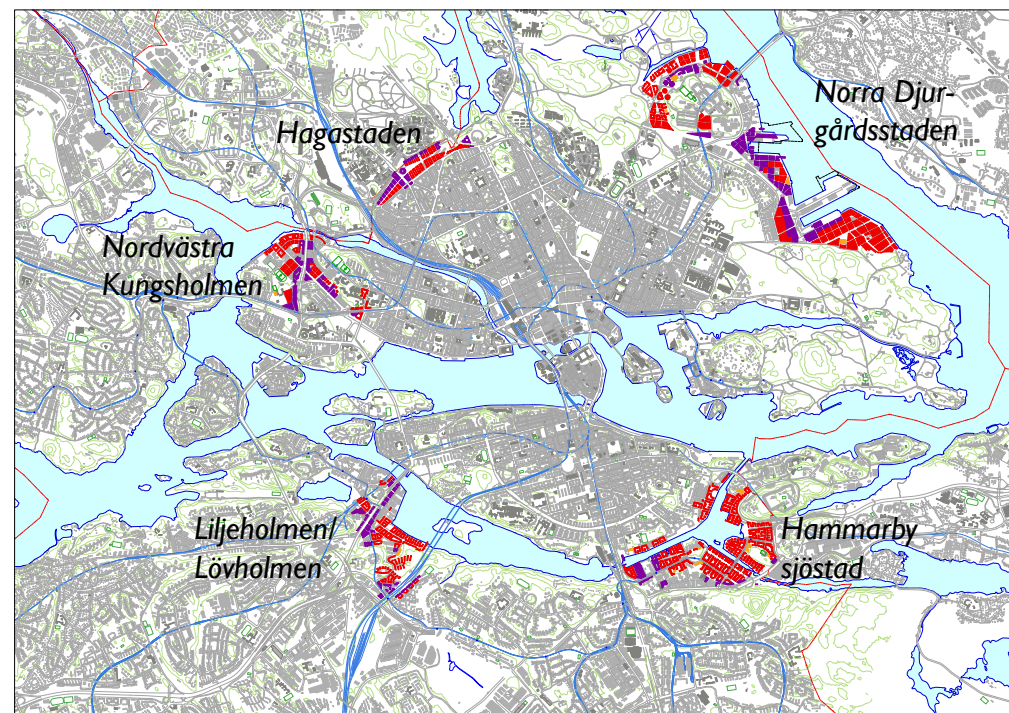 Norra Djur-
gårdsstaden
Hagastaden
Nordvästra
Kungsholmen
Liljeholmen/
Lövholmen
Hammarby
sjöstad